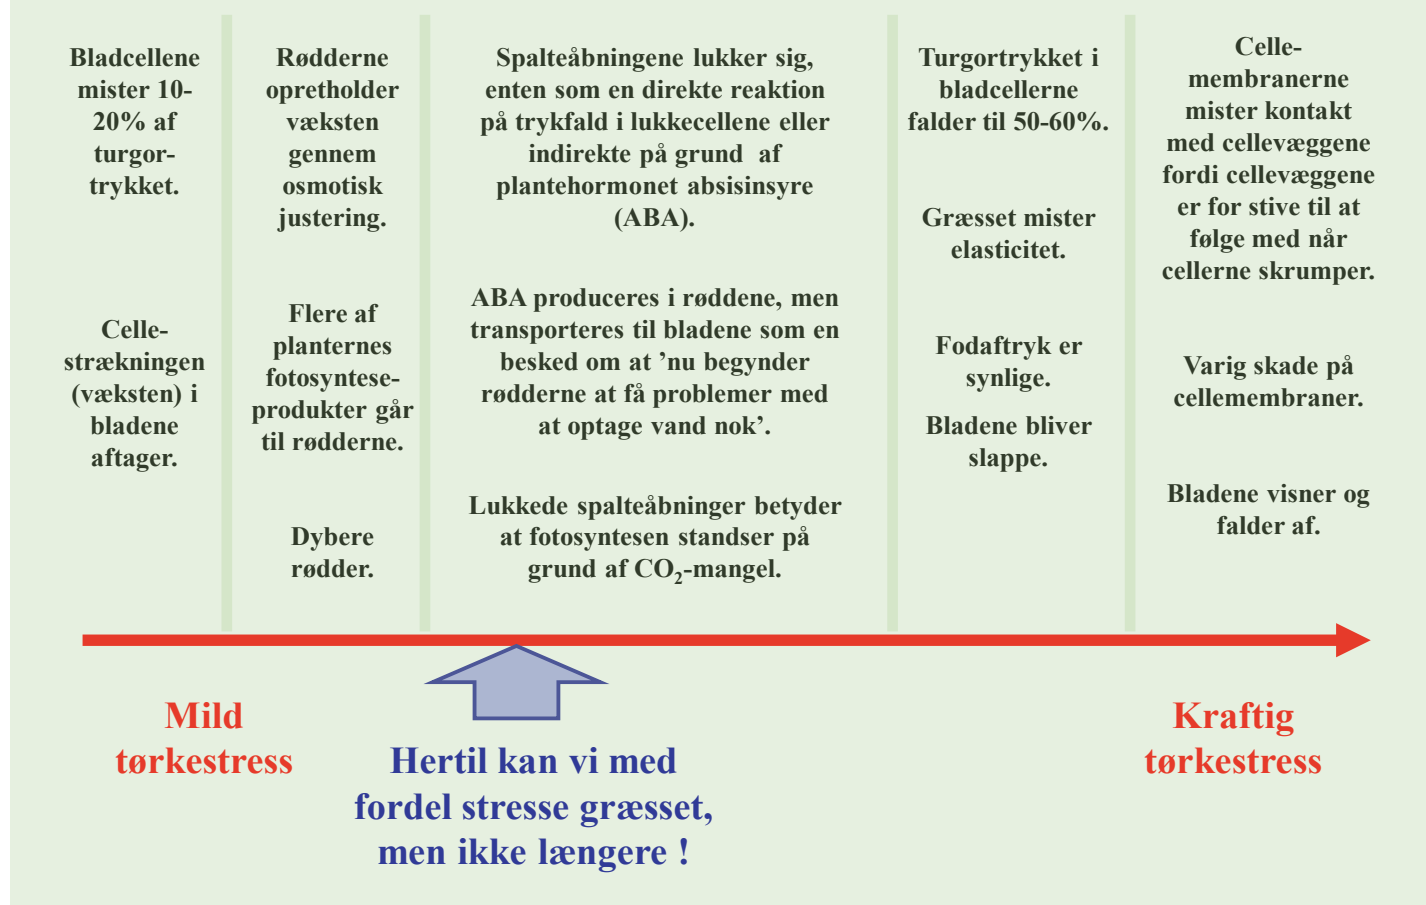 Bladcellene
mister 10-
20% af
turgor-
trykket.
Celle-
strækningen
(væksten) i
bladene
aftager.
Rødderne
opretholder
væksten
gennem
osmotisk
justering.
Flere af
planternes
fotosyntese-
produkter går
til rødderne.
Dybere
rødder.
Spalteåbningene lukker sig,
enten som en direkte reaktion
på trykfald i lukkecellene eller
indirekte på grund af
plantehormonet absisinsyre
(ABA).
ABA produceres i røddene, men
transporteres til bladene som en
besked om at ’nu begynder
rødderne at få problemer med
at optage vand nok’.
Lukkede spalteåbninger betyder
at fotosyntesen standser på
grund af CO₂-mangel.
Turgortrykket i
bladcellerne
falder til 50-60%.
Græsset mister
elasticitet.
Fodaftryk er
synlige.
Bladene bliver
slappe.
Celle-
membranerne
mister kontakt
med cellevæggene
fordi cellevæggene
er for stive til at
følge med når
cellerne skrumper.
Varig skade på
cellemembraner.
Bladene visner og
falder af.
Mild
tørkestress
Hertil kan vi med
fordel stresse græsset,
men ikke længere !
Kraftig
tørkestress